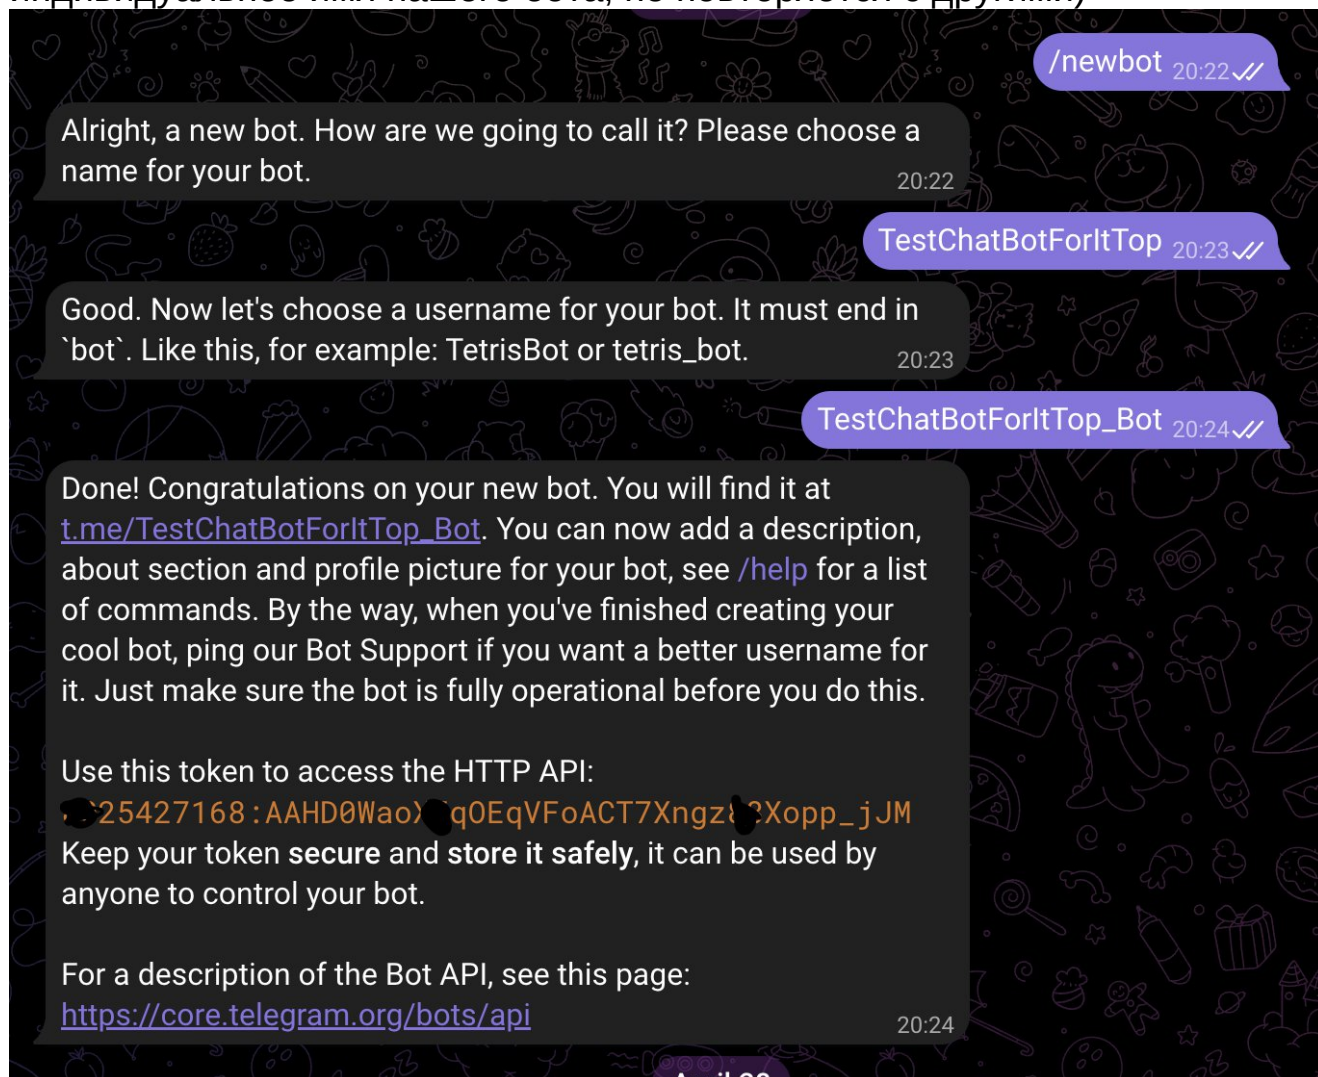 /newbot 20:22
Alright, a new bot. How are we going to call it? Please choose a
name for your bot.
20:22
TestChatBotForItTop 20:23
Good. Now let's choose a username for your bot. It must end in
`bot`. Like this, for example: TetrisBot or tetris_bot.
20:23
TestChatBotForItTop_Bot 20:24
Done! Congratulations on your new bot. You will find it at
t.me/TestChatBotForItTop_Bot. You can now add a description,
about section and profile picture for your bot, see /help for a list
of commands. By the way, when you've finished creating your
cool bot, ping our Bot Support if you want a better username for
it. Just make sure the bot is fully operational before you do this.
Use this token to access the HTTP API:
Keep your token secure and store it safely, it can be used by
anyone to control your bot.
For a description of the Bot API, see this page:
https://core.telegram.org/bots/api
20:24